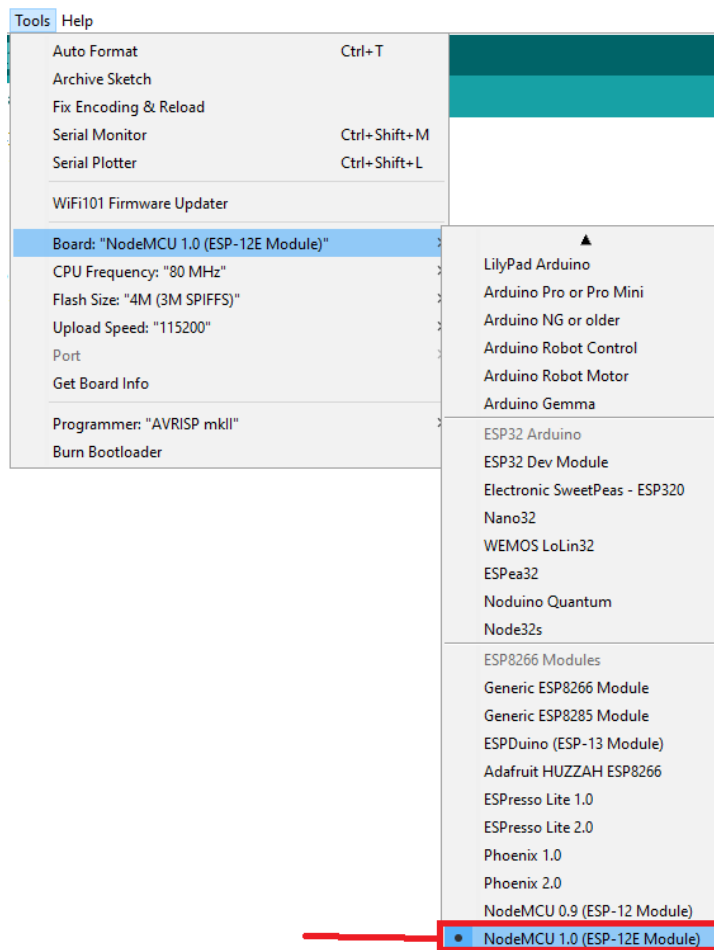 Tools Help
Auto Format Ctrl+T
Archive Sketch
Fix Encoding & Reload
Serial Monitor Ctrl+Shift+M
Serial Plotter Ctrl+Shift+L
WiFi101 Firmware Updater
Board: "NodeMCU 1.0 (ESP-12E Module)"
CPU Frequency: "80 MHz"
Flash Size: "4M (3M SPIFFS)"
Upload Speed: "115200"
Port
Get Board Info
Programmer: "AVRISP mkII"
Burn Bootloader
LilyPad Arduino
Arduino Pro or Pro Mini
Arduino NG or older
Arduino Robot Control
Arduino Robot Motor
Arduino Gemma
ESP32 Arduino
ESP32 Dev Module
Electronic SweetPeas - ESP320
Nano32
WEMOS LoLin32
ESPea32
Noduino Quantum
Node32s
ESP8266 Modules
Generic ESP8266 Module
Generic ESP8285 Module
ESPDuino (ESP-13 Module)
Adafruit HUZZAH ESP8266
ESPresso Lite 1.0
ESPresso Lite 2.0
Phoenix 1.0
Phoenix 2.0
NodeMCU 0.9 (ESP-12 Module)
NodeMCU 1.0 (ESP-12E Module)